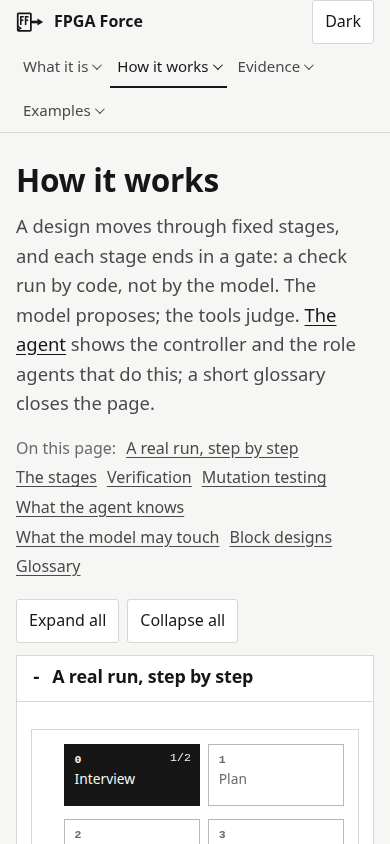 FF FPGA Force Dark
What it is How it works Evidence
Examples
How it works
A design moves through fixed stages,
and each stage ends in a gate: a check
run by code, not by the model. The
model proposes; the tools judge. The
agent shows the controller and the role
agents that do this; a short glossary
closes the page.
On this page: A real run, step by step
The stages Verification Mutation testing
What the agent knows
What the model may touch Block designs
Glossary
Expand all Collapse all
- A real run, step by step
0 1/2 1
Interview Plan
2 3